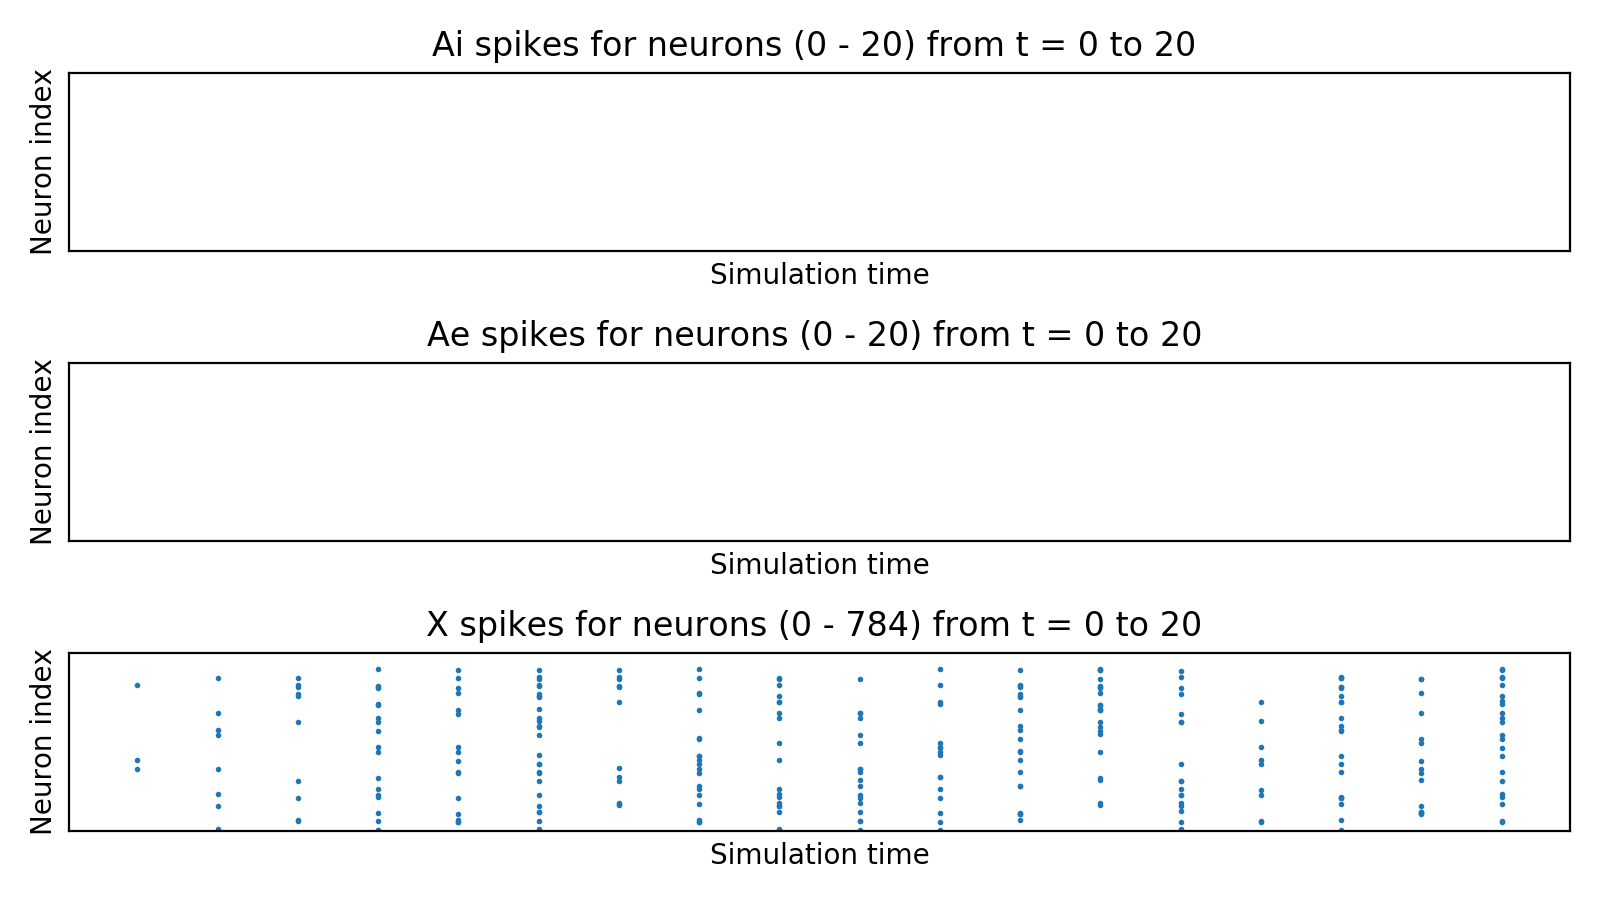 Ai spikes for neurons (0 - 20) from t = 0 to 20
Neuron index
Simulation time
Ae spikes for neurons (0 - 20) from t = 0 to 20
Neuron index
Simulation time
X spikes for neurons (0 - 784) from t = 0 to 20
Neuron index
Simulation time